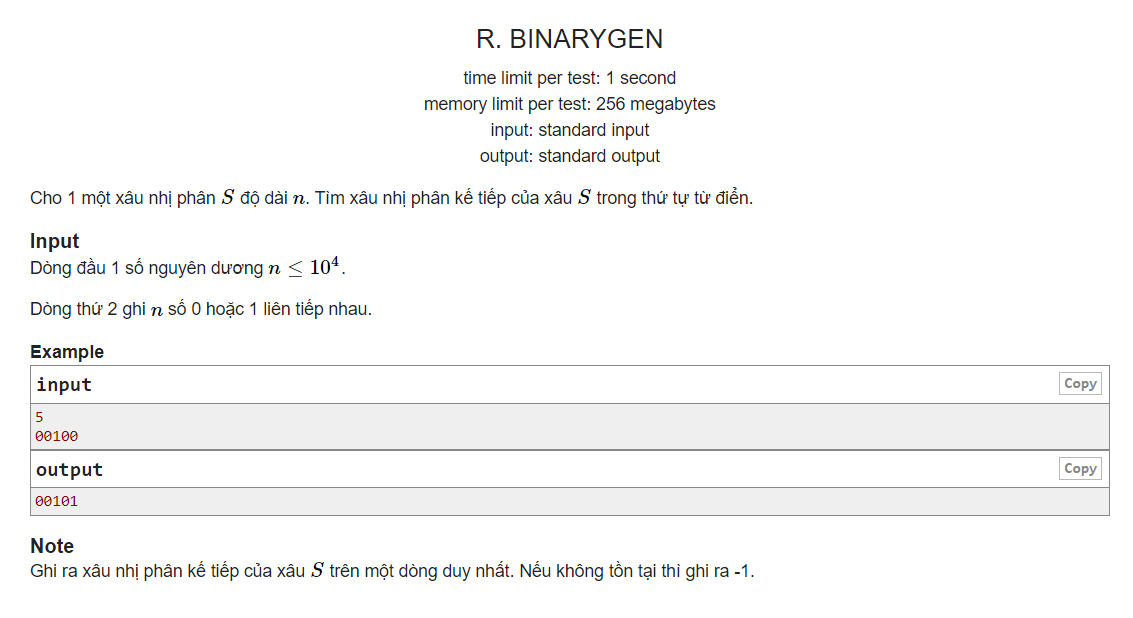 R. BINARYGEN
time limit per test: 1 second
memory limit per test: 256 megabytes
input: standard input
output: standard output
Cho 1 một xâu nhị phân S độ dài n. Tìm xâu nhị phân kế tiếp của xâu S trong thứ tự từ điển.
Input
Dòng đầu 1 số nguyên dương n ≤ 10⁴.
Dòng thứ 2 ghi n số 0 hoặc 1 liên tiếp nhau.
Example
input Copy
5
00100
output Copy
00101
Note
Ghi ra xâu nhị phân kế tiếp của xâu S trên một dòng duy nhất. Nếu không tồn tại thì ghi ra -1.